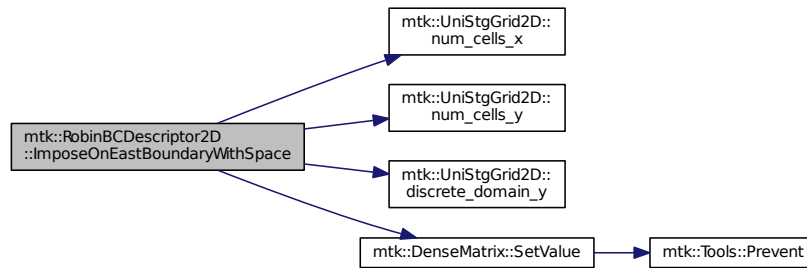 mtk::UniStgGrid2D::
num_cells_x
mtk::RobinBCDescriptor2D
::ImposeOnEastBoundaryWithSpace
mtk::UniStgGrid2D::
num_cells_y
mtk::UniStgGrid2D::
discrete_domain_y
mtk::DenseMatrix::SetValue
mtk::Tools::Prevent